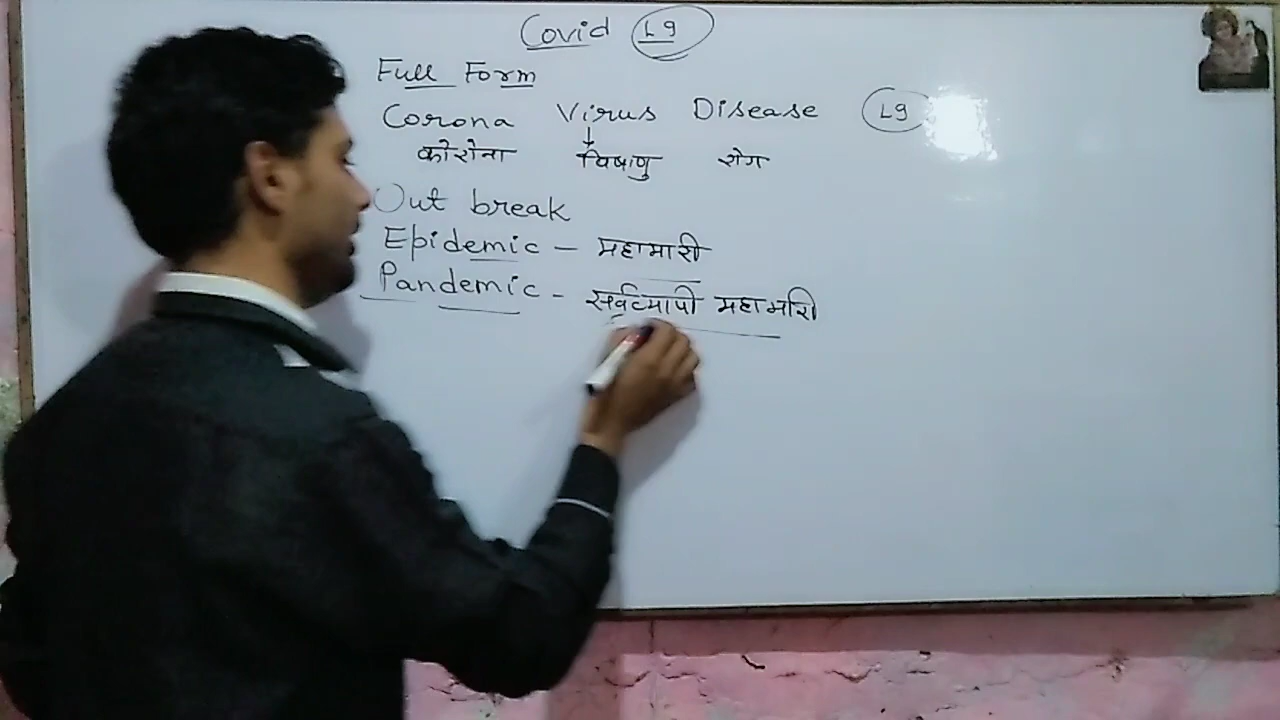 Covid 19
Full Form
Corona Virus Disease 19
कोरोना विषाणु रोग
Out break
Epidemic - महामारी
Pandemic - सर्वव्यापी महामारि